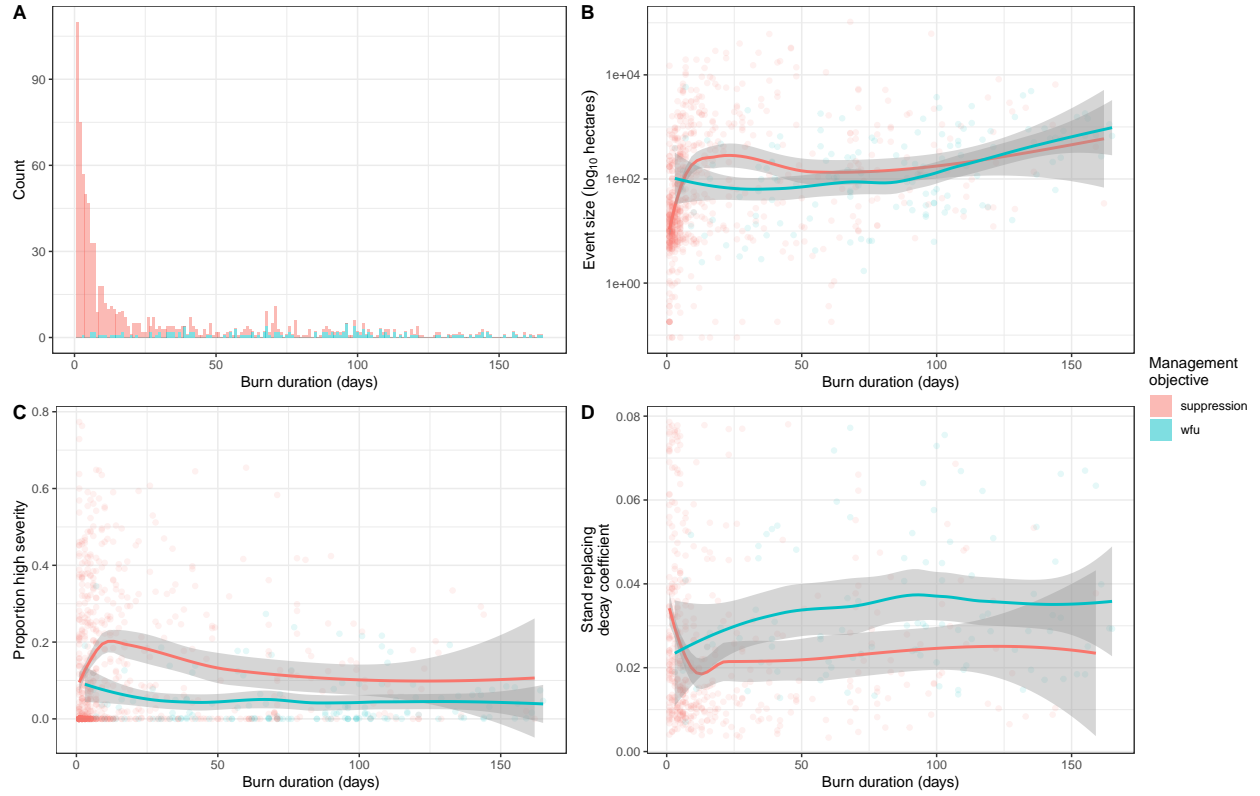 A
Count
90
60
30
0
0
50
100
150
Burn duration (days)
B
Event size (log₁₀ hectares)
1e+04
1e+02
1e+00
0
50
100
150
Burn duration (days)
C
Proportion high severity
0.8
0.6
0.4
0.2
0.0
0
50
100
150
Burn duration (days)
D
Stand replacing
decay coefficient
0.08
0.06
0.04
0.02
0.00
0
50
100
150
Burn duration (days)
Management
objective
suppression
wfu